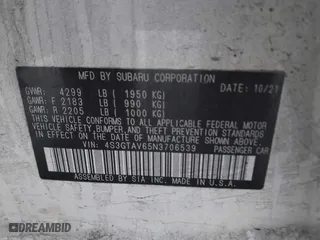 MFD. BY SUBARU CORPORATION
DATE: 10/21
GVWR: 4299 LB ( 1950 KG)
GAWR: F 2183 LB ( 990 KG)
GAWR: R 2205 LB ( 1000 KG)
THIS VEHICLE CONFORMS TO ALL APPLICABLE FEDERAL MOTOR
VEHICLE SAFETY, BUMPER, AND THEFT PREVENTION STANDARDS IN
EFFECT ON THE DATE OF MANUFACTURE SHOWN ABOVE.
VIN: 4S3GTAV65N3706539 PASSENGER CAR
ASSEMBLED BY SIA INC. MADE IN U.S.A.